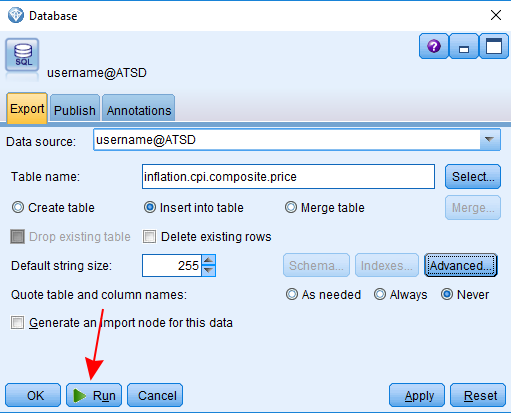 Database
SQL
username@ATSD
Export Publish Annotations
Data source: username@ATSD
Table name: inflation.cpi.composite.price Select...
Create table Insert into table Merge table Merge...
Drop existing table Delete existing rows
Default string size: 255 Schema... Indexes... Advanced...
Quote table and column names: As needed Always Never
Generate an import node for this data
OK Run Cancel Apply Reset